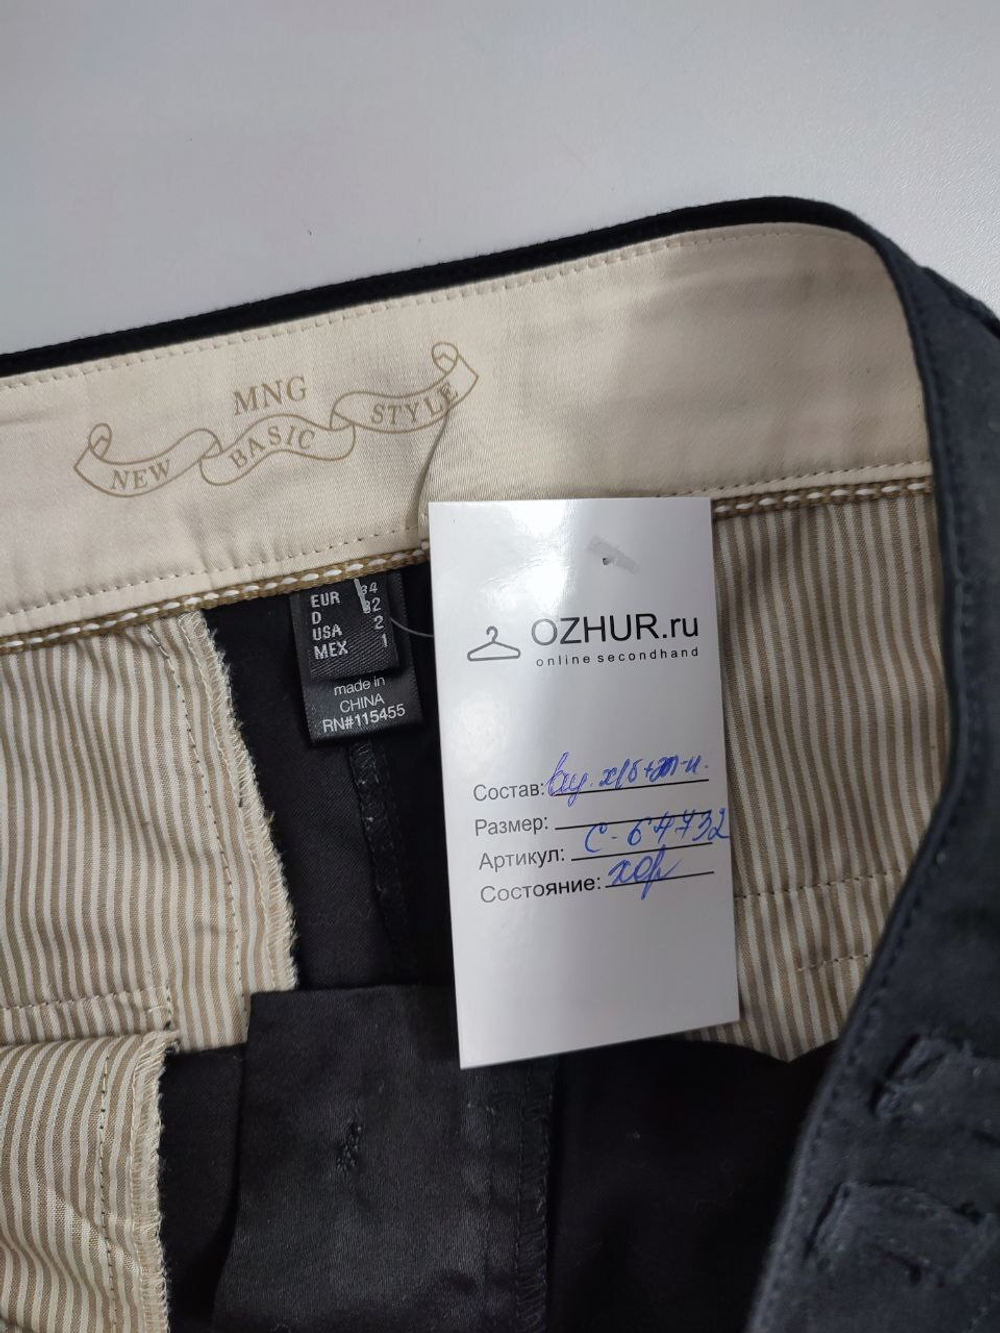 MNG
NEW BASIC STYLE
EUR 34
D 32
USA 2
MEX 1
made in
CHINA
RN#115455
OZHUR.ru
online secondhand
Состав: х/б+эл-н.
Размер:
Артикул: С-64732
Состояние: хор